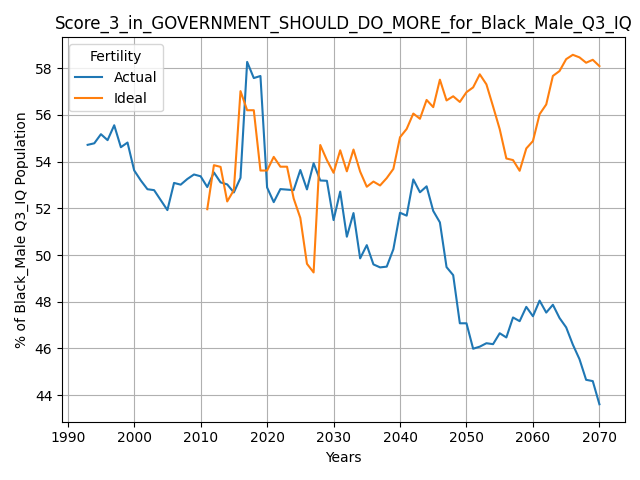 Score_3_in_GOVERNMENT_SHOULD_DO_MORE_for_Black_Male_Q3_IQ
Fertility
Actual
Ideal
% of Black_Male Q3_IQ Population
58
56
54
52
50
48
46
44
1990
2000
2010
2020
2030
2040
2050
2060
2070
Years